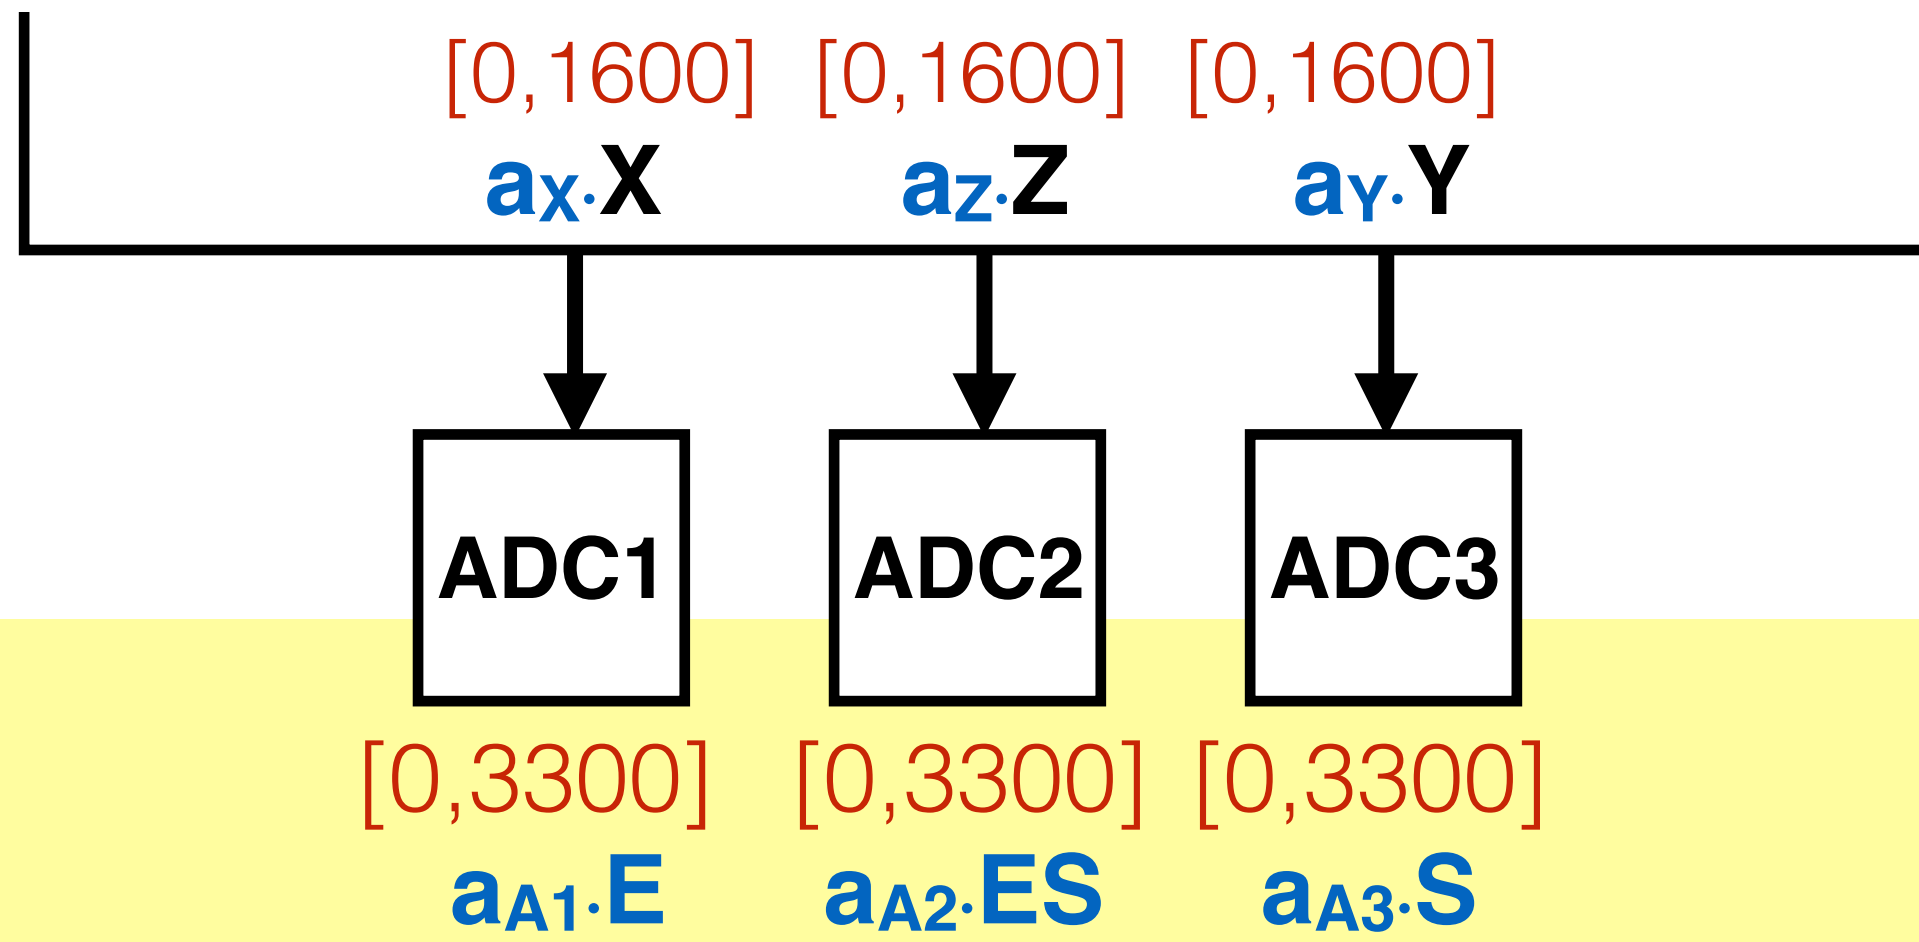 [0,1600] [0,1600] [0,1600]
aX·X aZ·Z aY·Y
ADC1 ADC2 ADC3
[0,3300] [0,3300] [0,3300]
aA1·E aA2·ES aA3·S